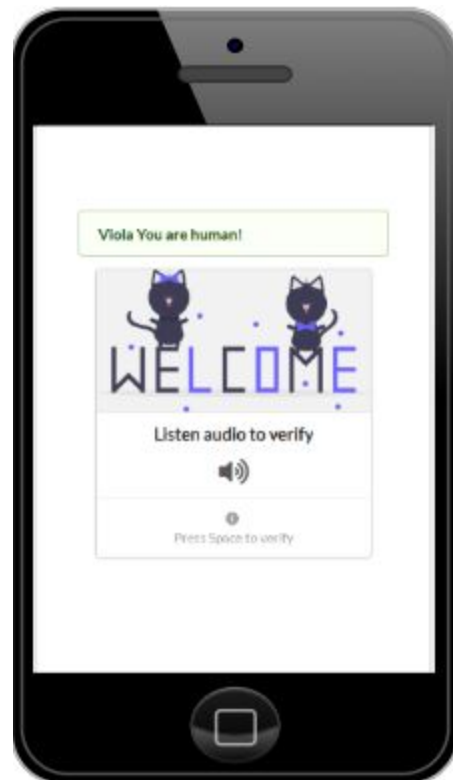 Viola You are human!
WELCOME
Listen audio to verify
Press Space to verify